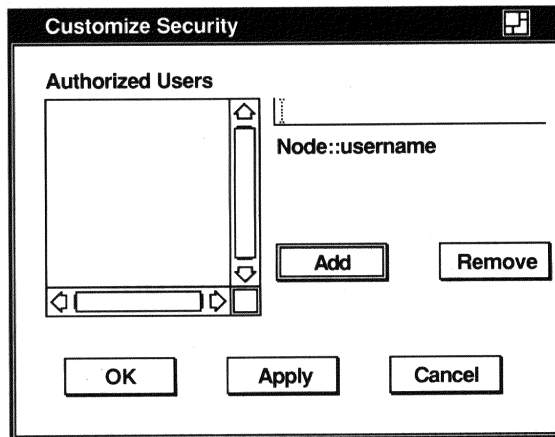 Customize Security
Authorized Users
Node::username
Add
Remove
OK
Apply
Cancel